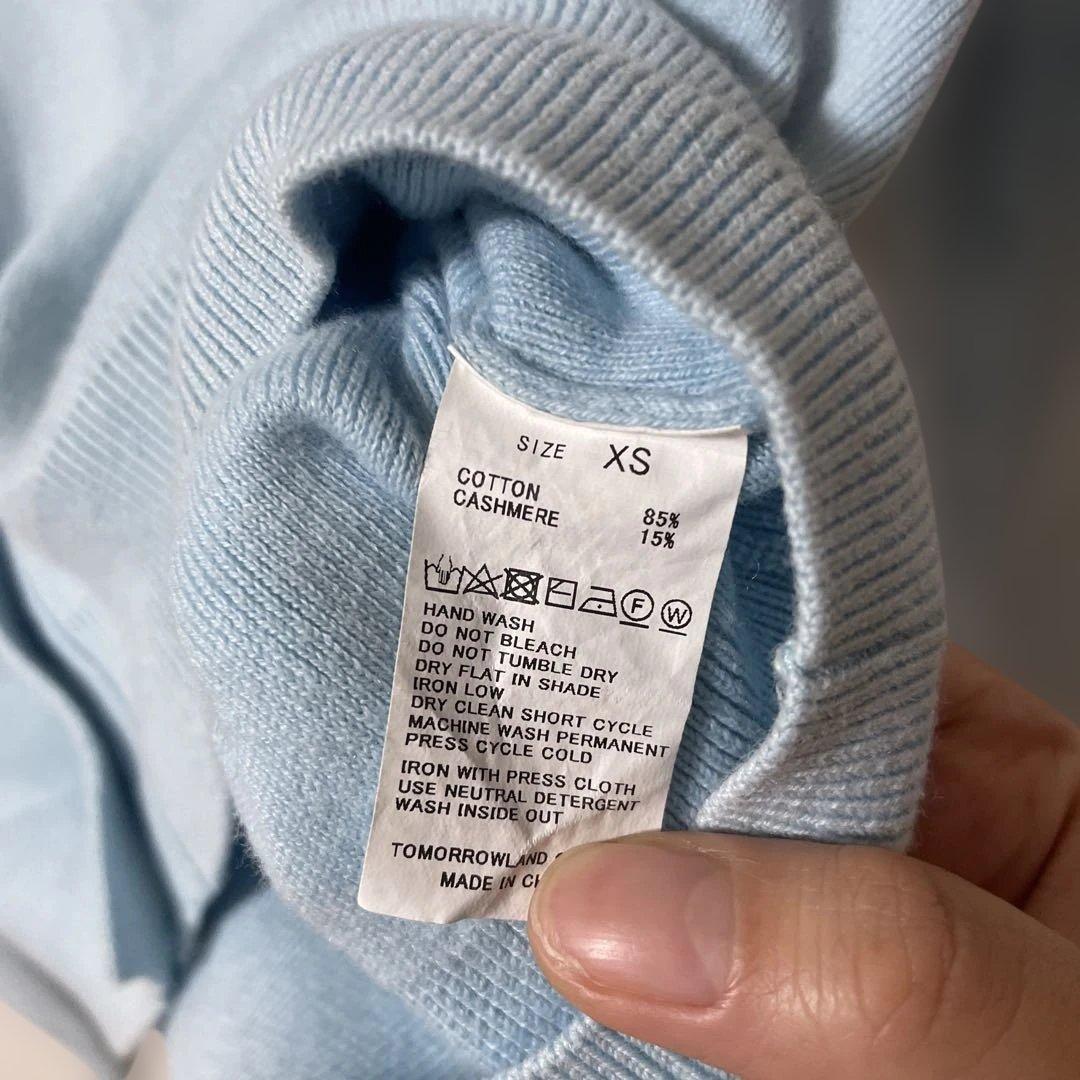 SIZE XS
COTTON 85%
CASHMERE 15%
F W
HAND WASH
DO NOT BLEACH
DO NOT TUMBLE DRY
DRY FLAT IN SHADE
IRON LOW
DRY CLEAN SHORT CYCLE
MACHINE WASH PERMANENT
PRESS CYCLE COLD
IRON WITH PRESS CLOTH
USE NEUTRAL DETERGENT
WASH INSIDE OUT
TOMORROWLAND
MADE IN